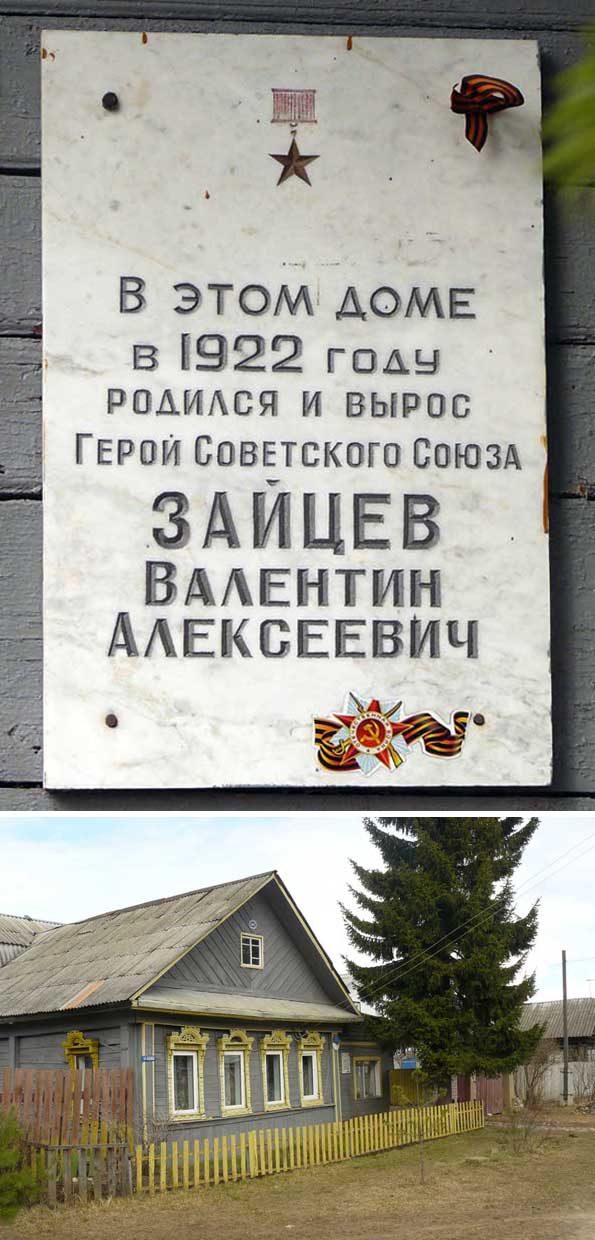 В ЭТОМ ДОМЕ
В 1922 ГОДУ
РОДИЛСЯ И ВЫРОС
ГЕРОЙ СОВЕТСКОГО СОЮЗА
ЗАЙЦЕВ
ВАЛЕНТИН
АЛЕКСЕЕВИЧ